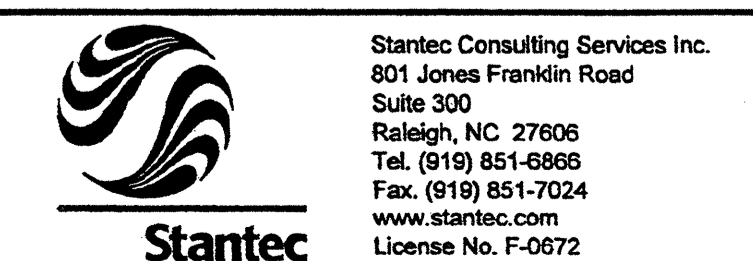 Stantec Consulting Services Inc.
801 Jones Franklin Road
Suite 300
Raleigh, NC 27606
Tel. (919) 851-6866
Fax. (919) 851-7024
www.stantec.com
License No. F-0672
Stantec